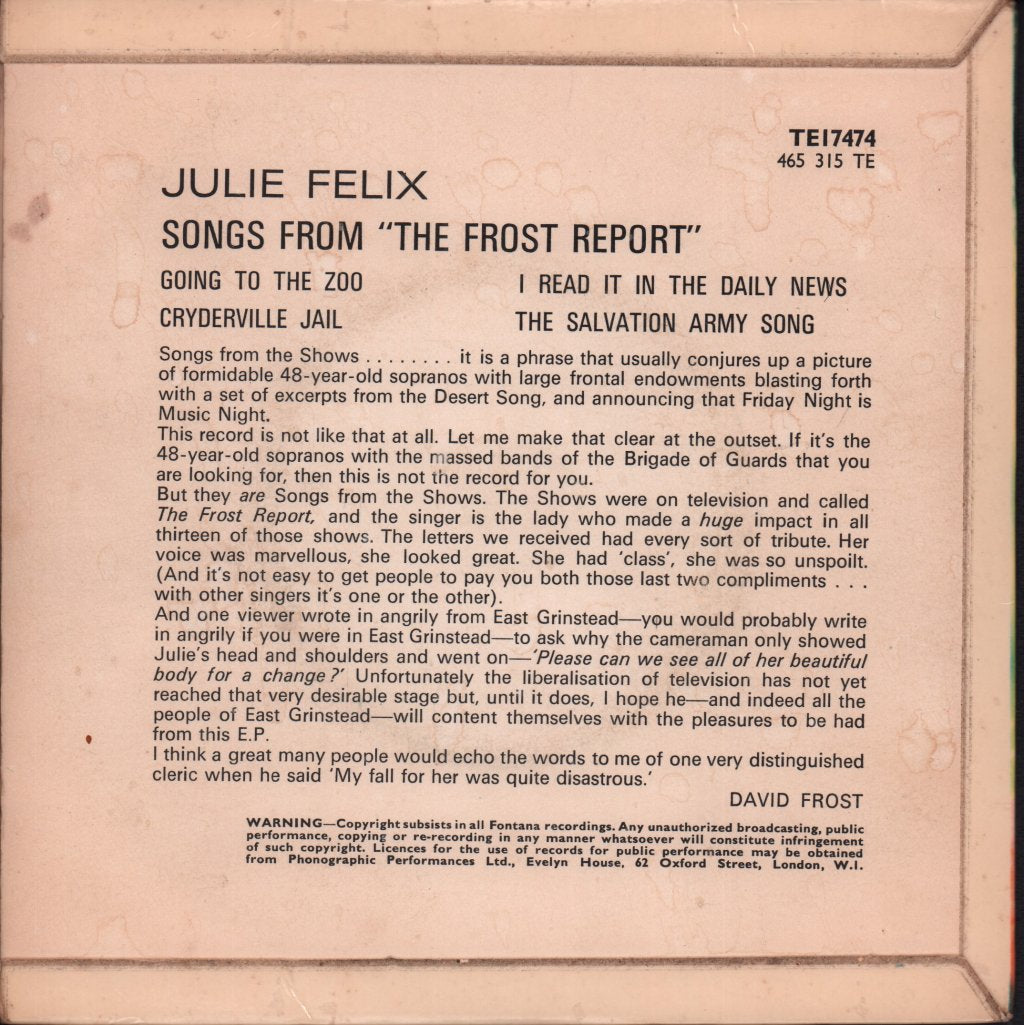 TE17474
465 315 TE
JULIE FELIX
SONGS FROM "THE FROST REPORT"
GOING TO THE ZOO
I READ IT IN THE DAILY NEWS
CRYDERVILLE JAIL
THE SALVATION ARMY SONG
Songs from the Shows . . . . . . . . it is a phrase that usually conjures up a picture
of formidable 48-year-old sopranos with large frontal endowments blasting forth
with a set of excerpts from the Desert Song, and announcing that Friday Night is
Music Night.
This record is not like that at all. Let me make that clear at the outset. If it's the
48-year-old sopranos with the massed bands of the Brigade of Guards that you
are looking for, then this is not the record for you.
But they are Songs from the Shows. The Shows were on television and called
The Frost Report, and the singer is the lady who made a huge impact in all
thirteen of those shows. The letters we received had every sort of tribute. Her
voice was marvellous, she looked great. She had 'class', she was so unspoilt.
(And it's not easy to get people to pay you both those last two compliments . . .
with other singers it's one or the other).
And one viewer wrote in angrily from East Grinstead—you would probably write
in angrily if you were in East Grinstead—to ask why the cameraman only showed
Julie's head and shoulders and went on—'Please can we see all of her beautiful
body for a change?' Unfortunately the liberalisation of television has not yet
reached that very desirable stage but, until it does, I hope he—and indeed all the
people of East Grinstead—will content themselves with the pleasures to be had
from this E.P.
I think a great many people would echo the words to me of one very distinguished
cleric when he said 'My fall for her was quite disastrous.'
DAVID FROST
WARNING—Copyright subsists in all Fontana recordings. Any unauthorized broadcasting, public
performance, copying or re-recording in any manner whatsoever will constitute infringement
of such copyright. Licences for the use of records for public performance may be obtained
from Phonographic Performances Ltd., Evelyn House, 62 Oxford Street, London, W.I.